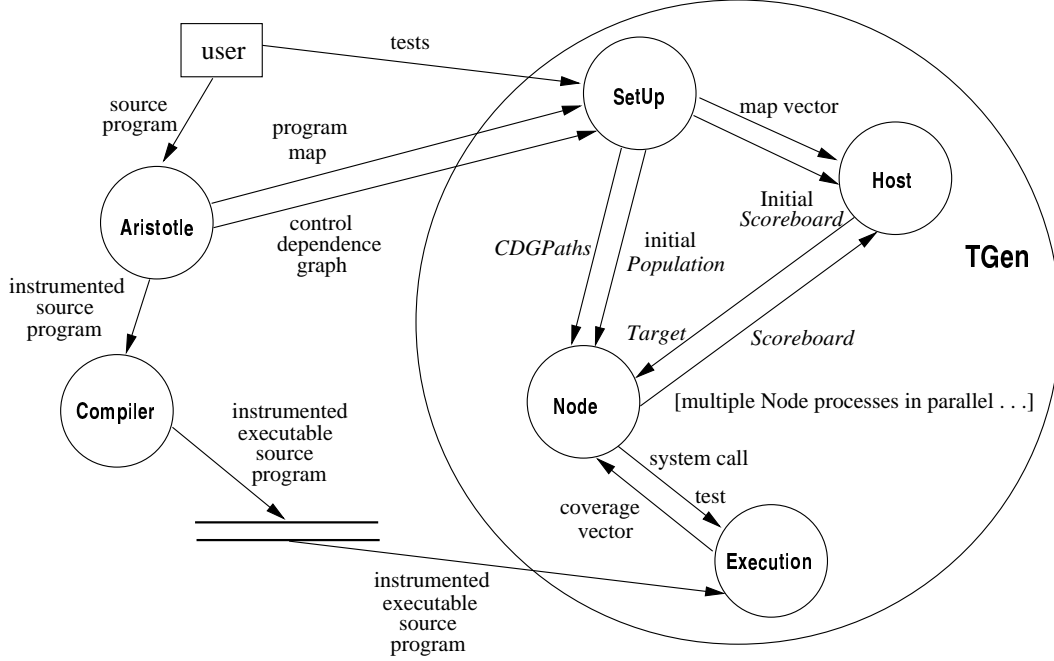 user
tests
SetUp
source
program
program
map
map vector
Host
Aristotle
control
dependence
graph
Initial
Scoreboard
CDGPaths
initial
Population
TGen
instrumented
source
program
Target
Scoreboard
Compiler
Node
[multiple Node processes in parallel . . .]
instrumented
executable
source
program
system call
test
coverage
vector
Execution
instrumented
executable
source
program